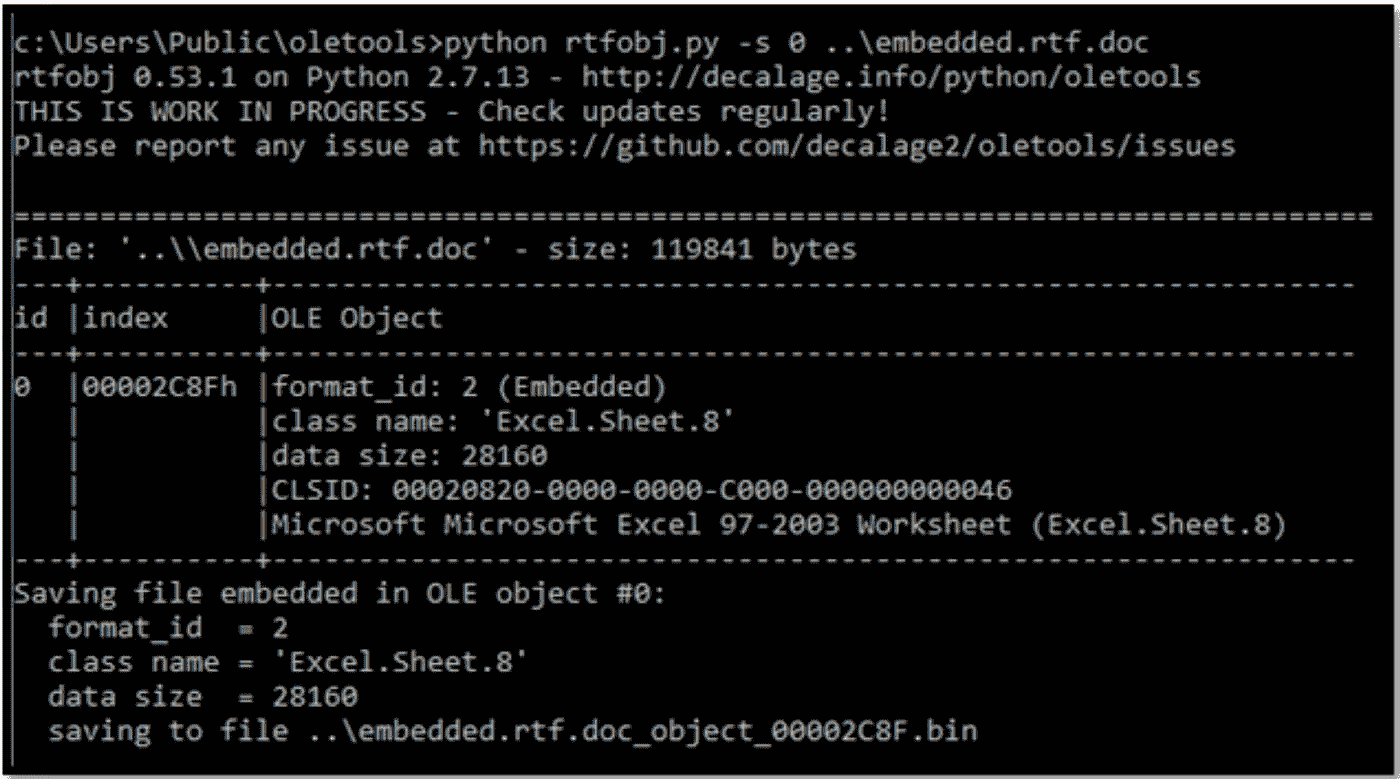 c:\Users\Public\oletools>python rtfobj.py -s 0 ..\embedded.rtf.doc
rtfobj 0.53.1 on Python 2.7.13 - http://decalage.info/python/oletools
THIS IS WORK IN PROGRESS - Check updates regularly!
Please report any issue at https://github.com/decalage2/oletools/issues

===============================================================================
File: '..\\embedded.rtf.doc' - size: 119841 bytes
---+----------+---------------------------------------------------------------
id |index     |OLE Object
---+----------+---------------------------------------------------------------
0  |00002C8Fh |format_id: 2 (Embedded)
   |          |class name: 'Excel.Sheet.8'
   |          |data size: 28160
   |          |CLSID: 00020820-0000-0000-C000-000000000046
   |          |Microsoft Microsoft Excel 97-2003 Worksheet (Excel.Sheet.8)
---+----------+---------------------------------------------------------------
Saving file embedded in OLE object #0:
  format_id  = 2
  class name = 'Excel.Sheet.8'
  data size  = 28160
  saving to file ..\embedded.rtf.doc_object_00002C8F.bin